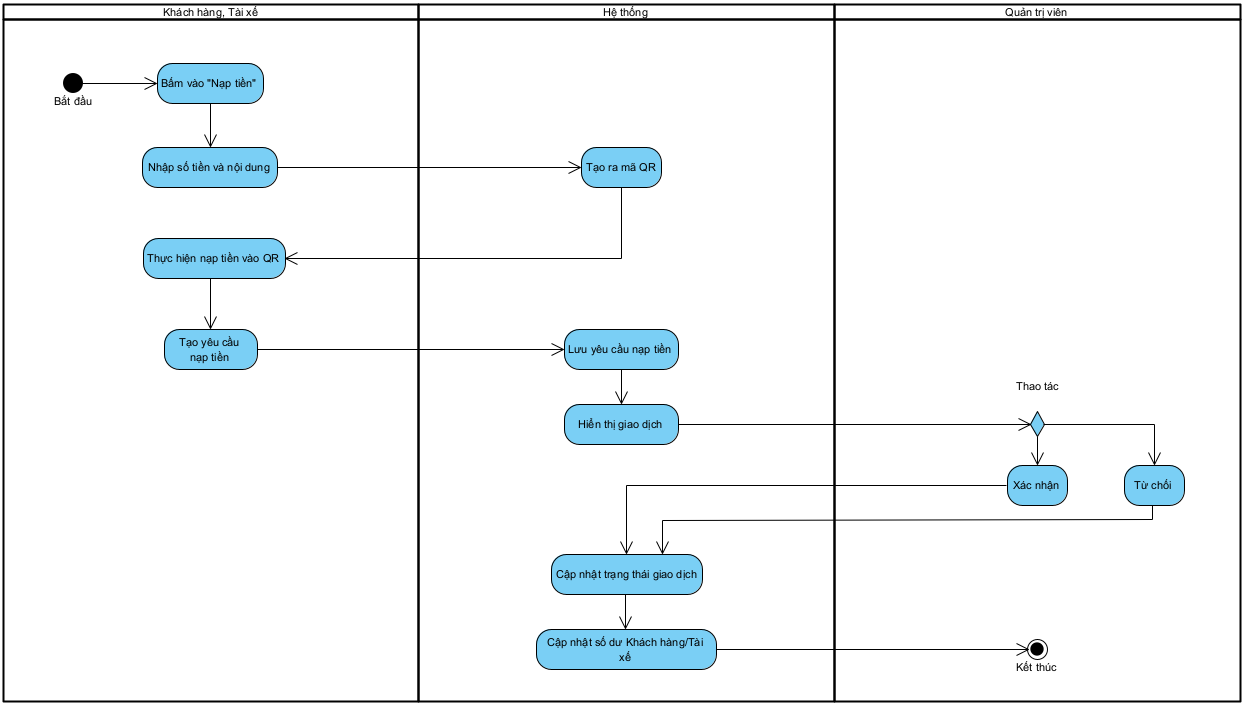 Khách hàng, Tài xế
Hệ thống
Quản trị viên
Bắt đầu
Bấm vào "Nạp tiền"
Nhập số tiền và nội dung
Tạo ra mã QR
Thực hiện nạp tiền vào QR
Tạo yêu cầu
nạp tiền
Lưu yêu cầu nạp tiền
Hiển thị giao dịch
Thao tác
Xác nhận
Từ chối
Cập nhật trạng thái giao dịch
Cập nhật số dư Khách hàng/Tài
xế
Kết thúc